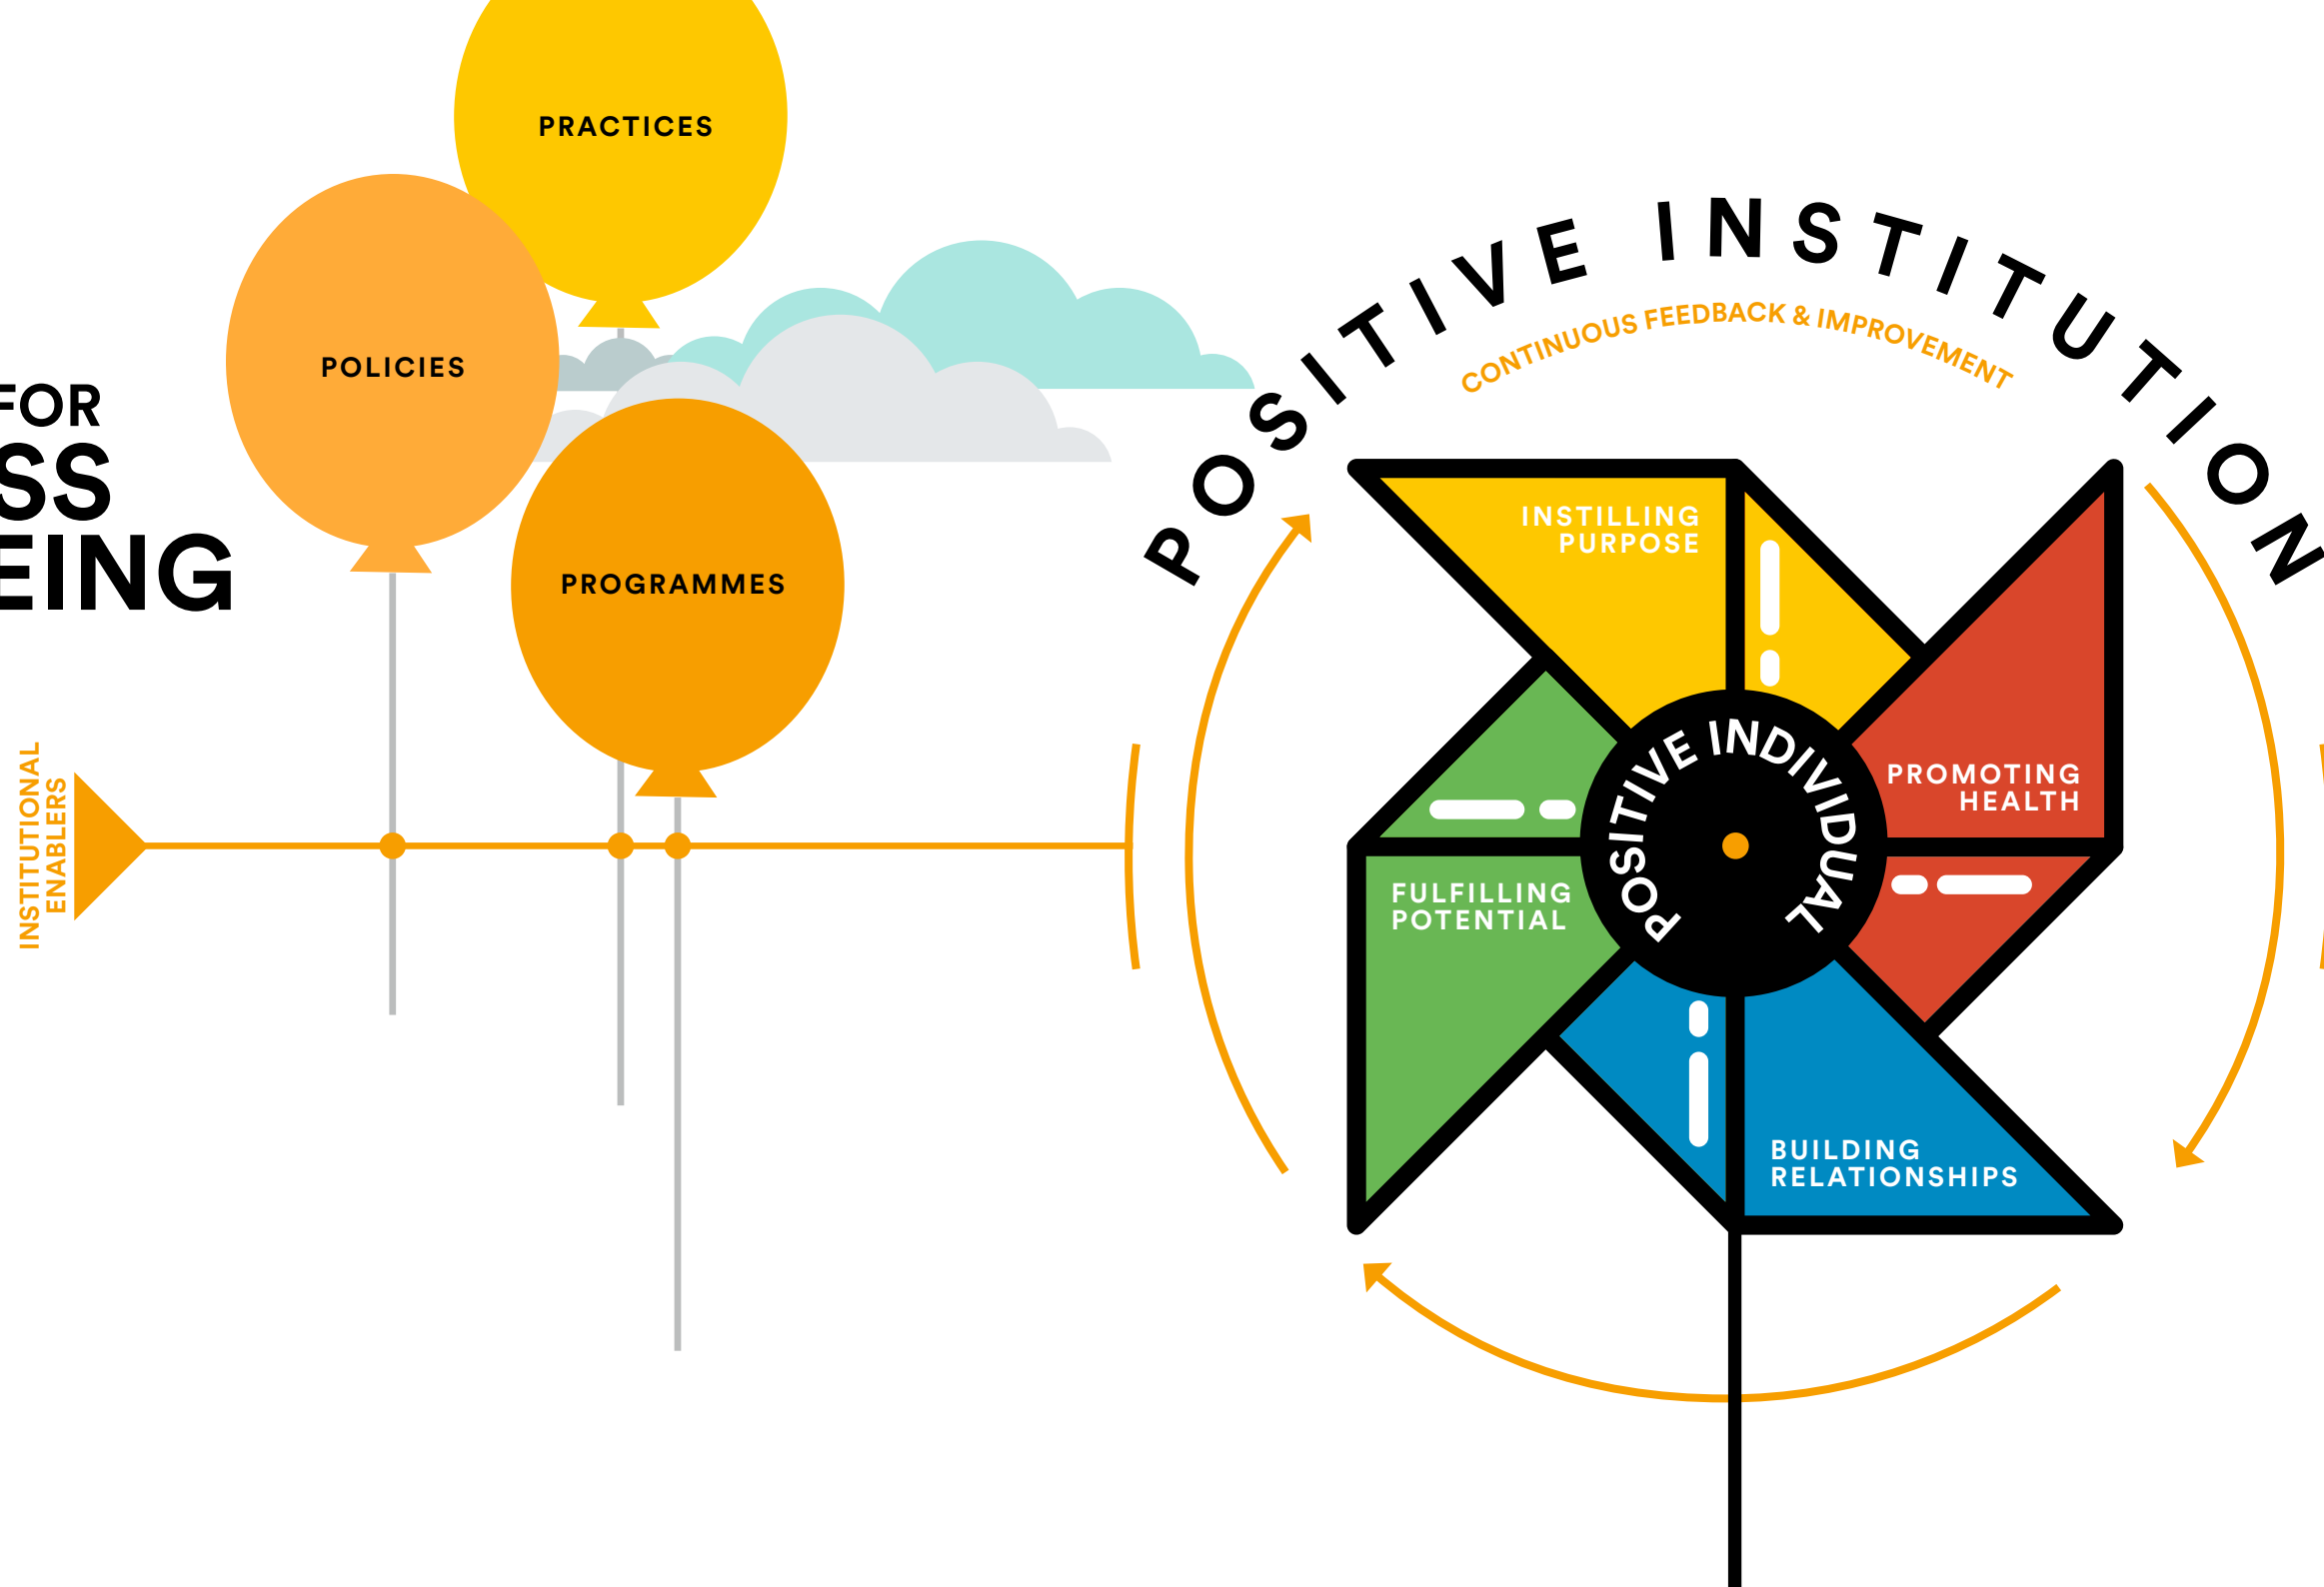 FOR
SS
EING
PRACTICES
POLICIES
PROGRAMMES
INSTITUTIONAL
ENABLERS
POSITIVE INSTITUTION
CONTINUOUS FEEDBACK & IMPROVEMENT
INSTILLING
PURPOSE
PROMOTING
HEALTH
FULFILLING
POTENTIAL
BUILDING
RELATIONSHIPS
POSITIVE INDIVIDUAL